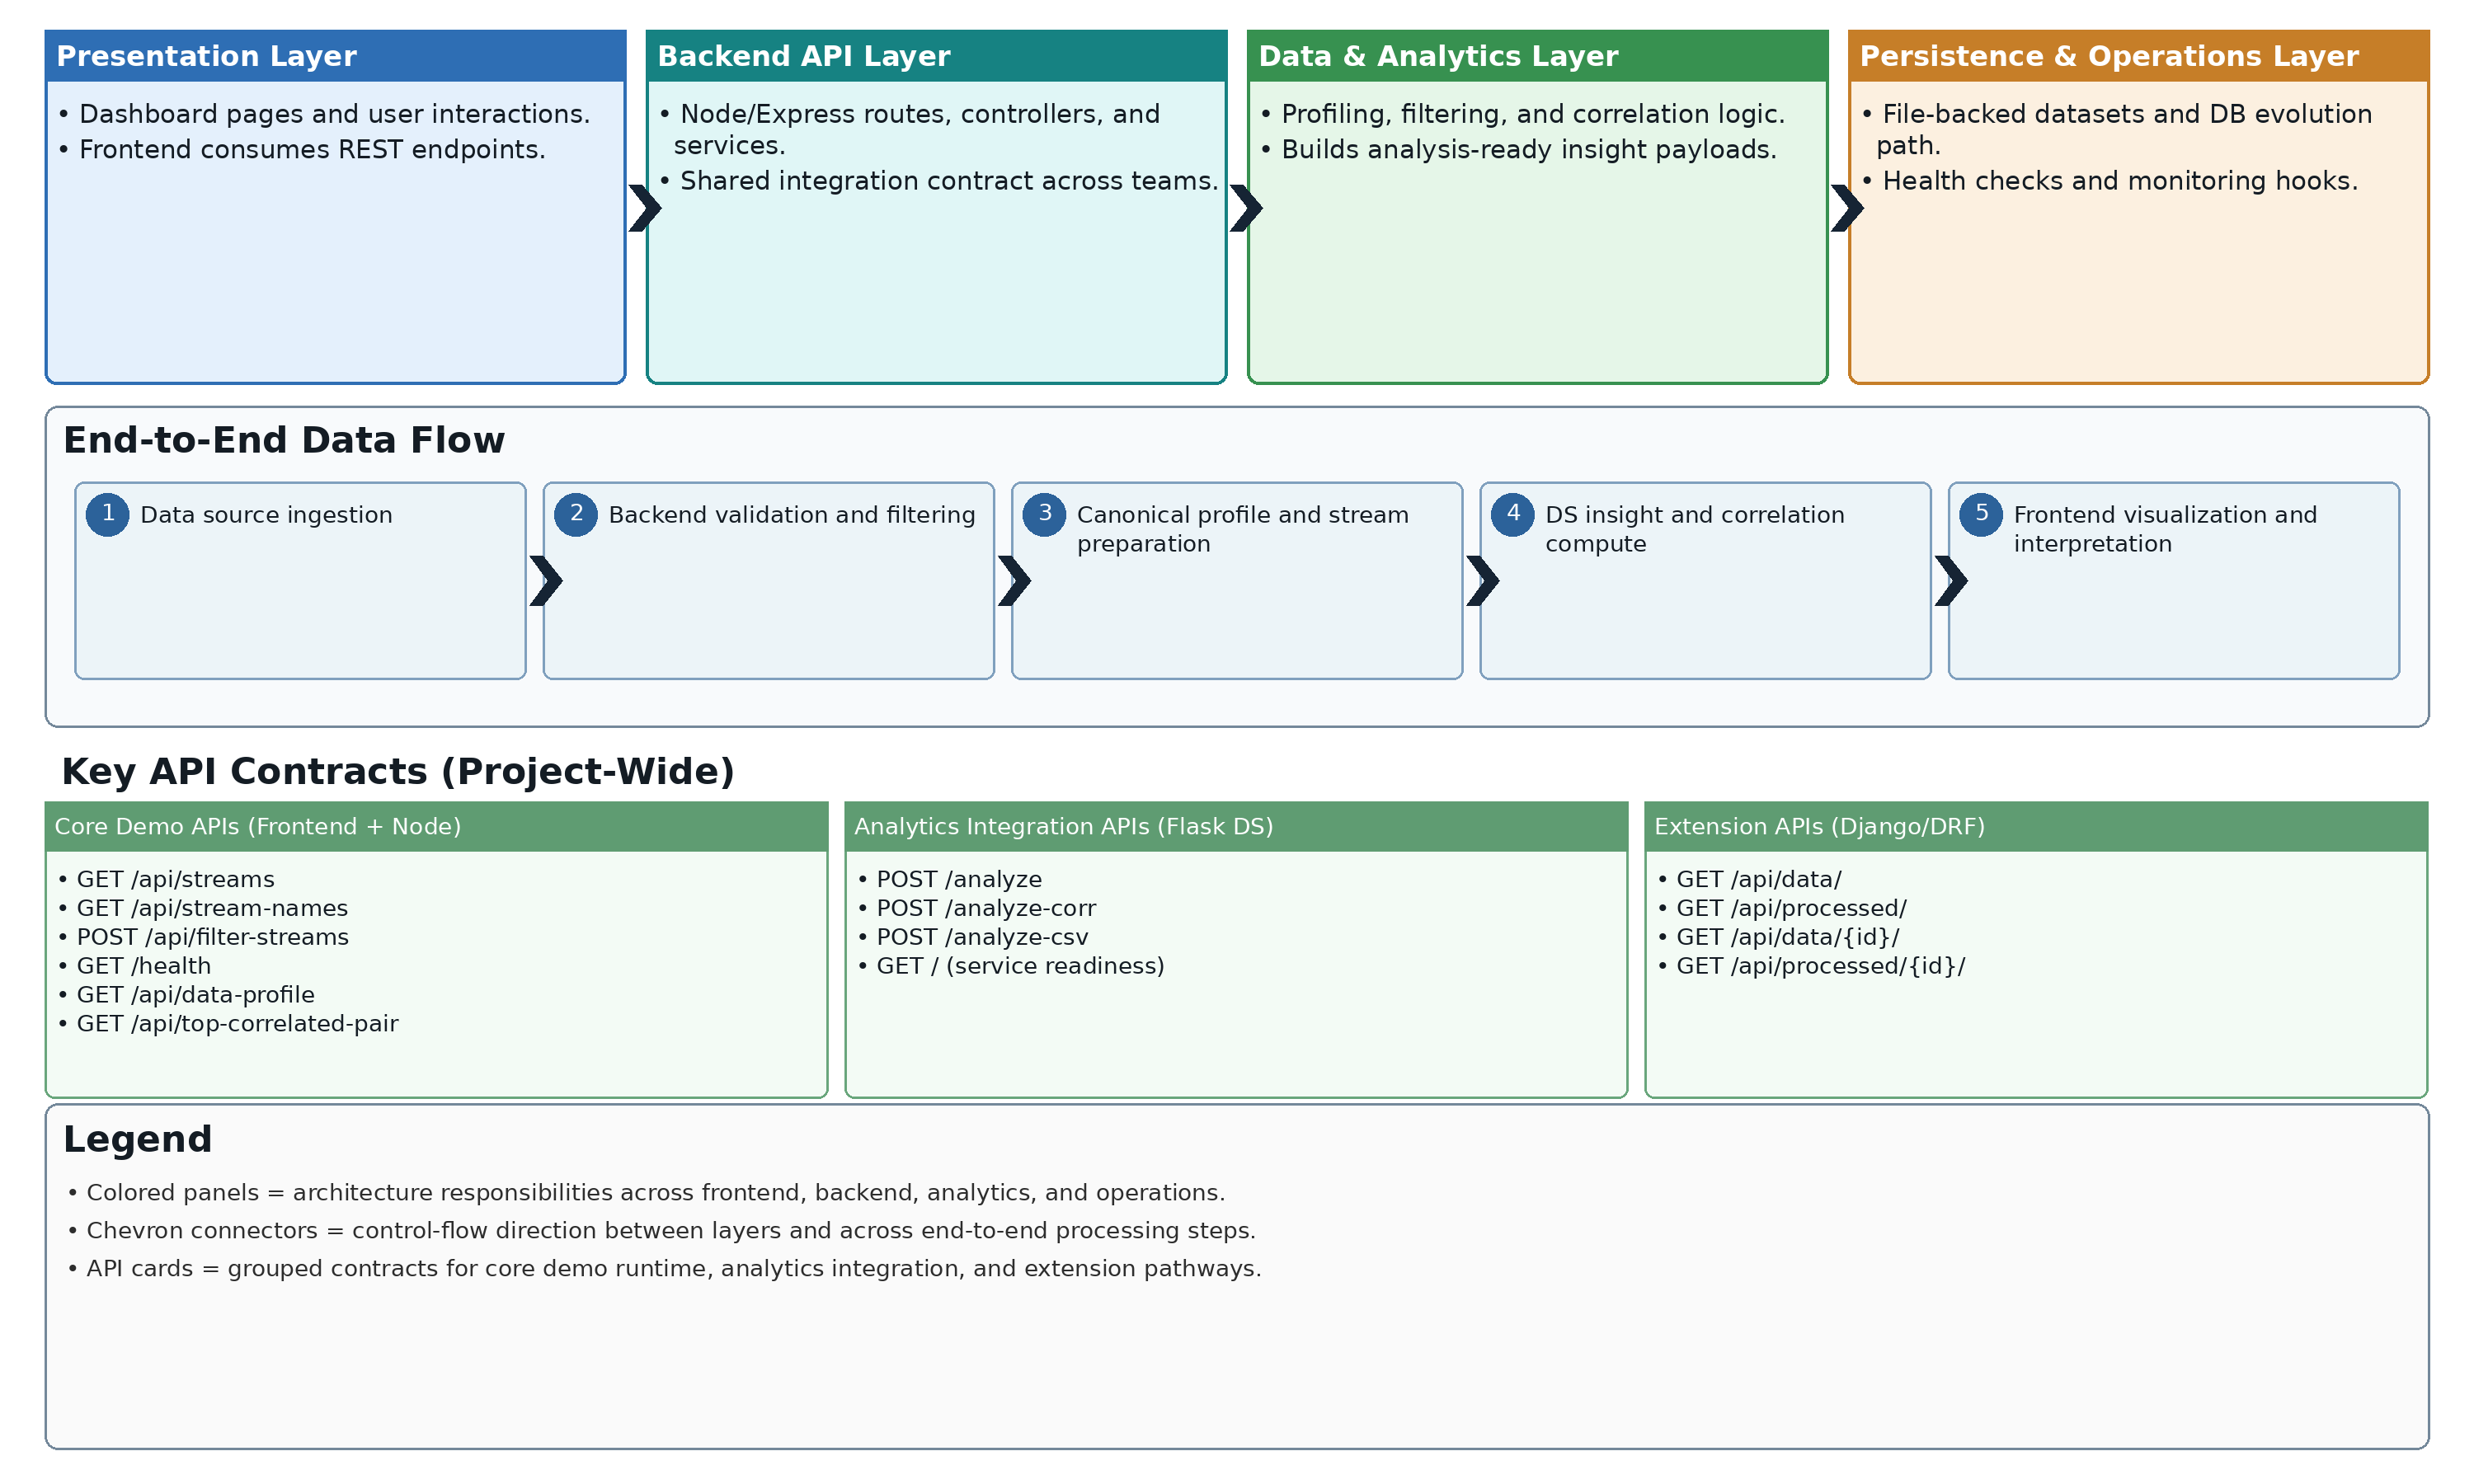 Presentation Layer
• Dashboard pages and user interactions.
• Frontend consumes REST endpoints.
Backend API Layer
• Node/Express routes, controllers, and
services.
• Shared integration contract across teams.
Data & Analytics Layer
• Profiling, filtering, and correlation logic.
• Builds analysis-ready insight payloads.
Persistence & Operations Layer
• File-backed datasets and DB evolution
path.
• Health checks and monitoring hooks.
End-to-End Data Flow
1 Data source ingestion
2 Backend validation and filtering
3 Canonical profile and stream
preparation
4 DS insight and correlation
compute
5 Frontend visualization and
interpretation
Key API Contracts (Project-Wide)
Core Demo APIs (Frontend + Node)
• GET /api/streams
• GET /api/stream-names
• POST /api/filter-streams
• GET /health
• GET /api/data-profile
• GET /api/top-correlated-pair
Analytics Integration APIs (Flask DS)
• POST /analyze
• POST /analyze-corr
• POST /analyze-csv
• GET / (service readiness)
Extension APIs (Django/DRF)
• GET /api/data/
• GET /api/processed/
• GET /api/data/{id}/
• GET /api/processed/{id}/
Legend
• Colored panels = architecture responsibilities across frontend, backend, analytics, and operations.
• Chevron connectors = control-flow direction between layers and across end-to-end processing steps.
• API cards = grouped contracts for core demo runtime, analytics integration, and extension pathways.